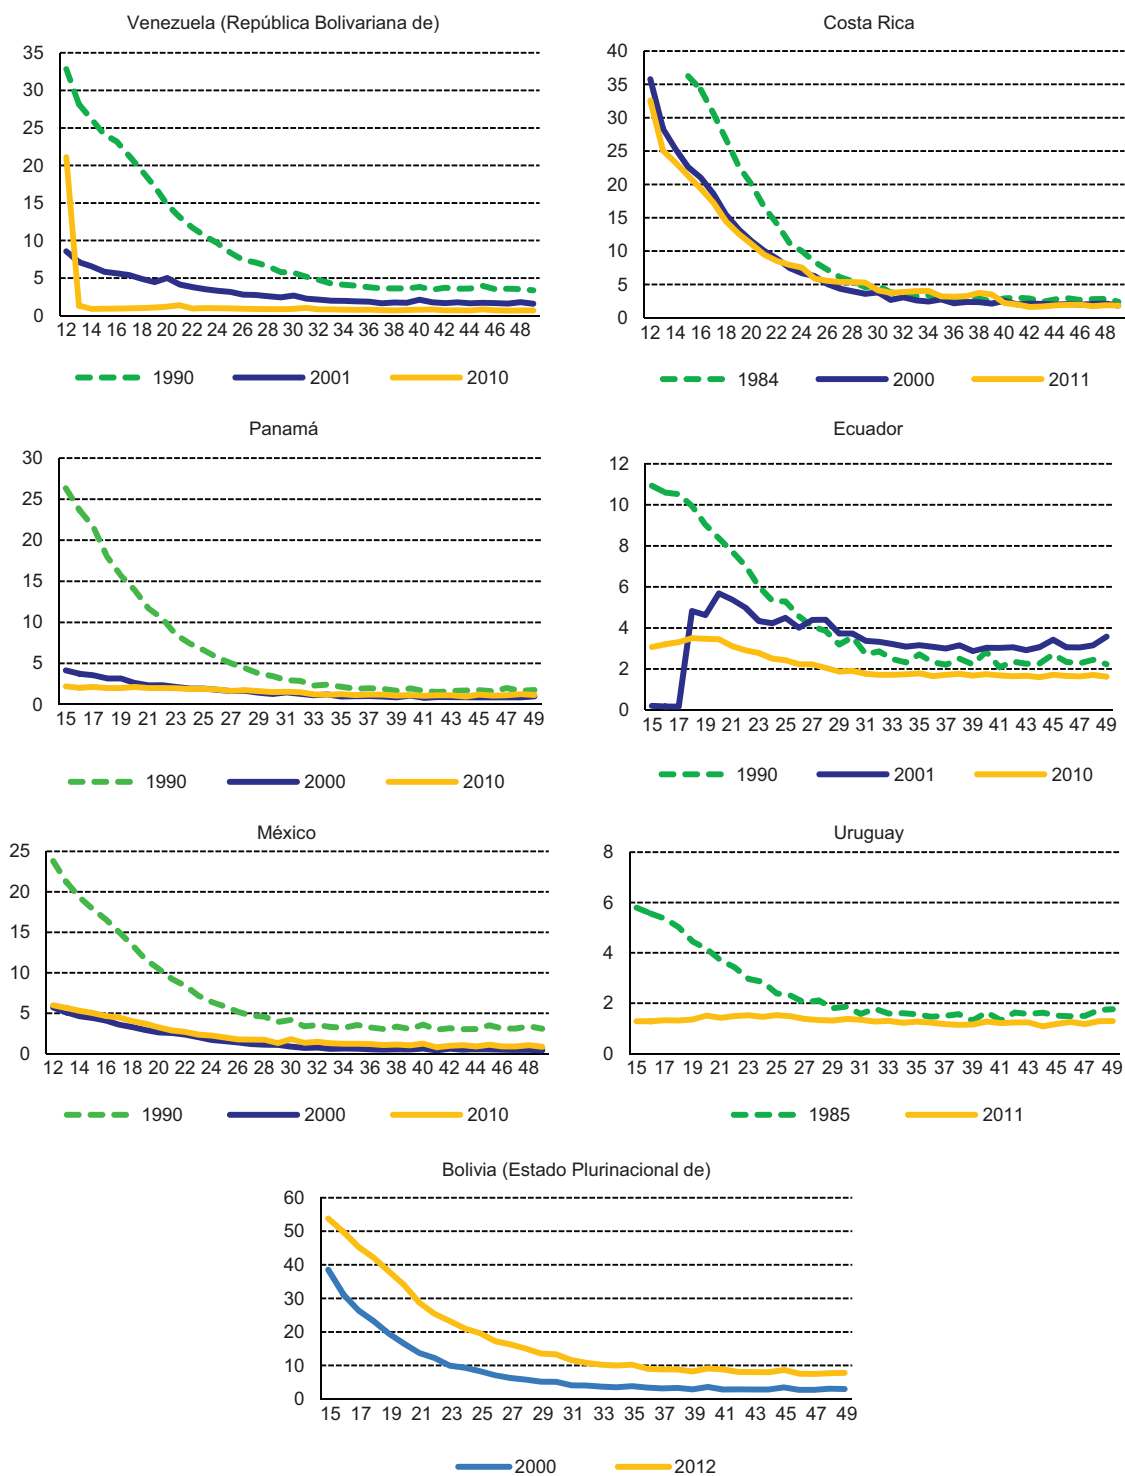 Venezuela (República Bolivariana de)
35
30
25
20
15
10
5
0
12 14 16 18 20 22 24 26 28 30 32 34 36 38 40 42 44 46 48
1990 2001 2010
Costa Rica
40
35
30
25
20
15
10
5
0
12 14 16 18 20 22 24 26 28 30 32 34 36 38 40 42 44 46 48
1984 2000 2011
Panamá
30
25
20
15
10
5
0
15 17 19 21 23 25 27 29 31 33 35 37 39 41 43 45 47 49
1990 2000 2010
Ecuador
12
10
8
6
4
2
0
15 17 19 21 23 25 27 29 31 33 35 37 39 41 43 45 47 49
1990 2001 2010
México
25
20
15
10
5
0
12 14 16 18 20 22 24 26 28 30 32 34 36 38 40 42 44 46 48
1990 2000 2010
Uruguay
8
6
4
2
0
15 17 19 21 23 25 27 29 31 33 35 37 39 41 43 45 47 49
1985 2011
Bolivia (Estado Plurinacional de)
60
50
40
30
20
10
0
15 17 19 21 23 25 27 29 31 33 35 37 39 41 43 45 47 49
2000 2012